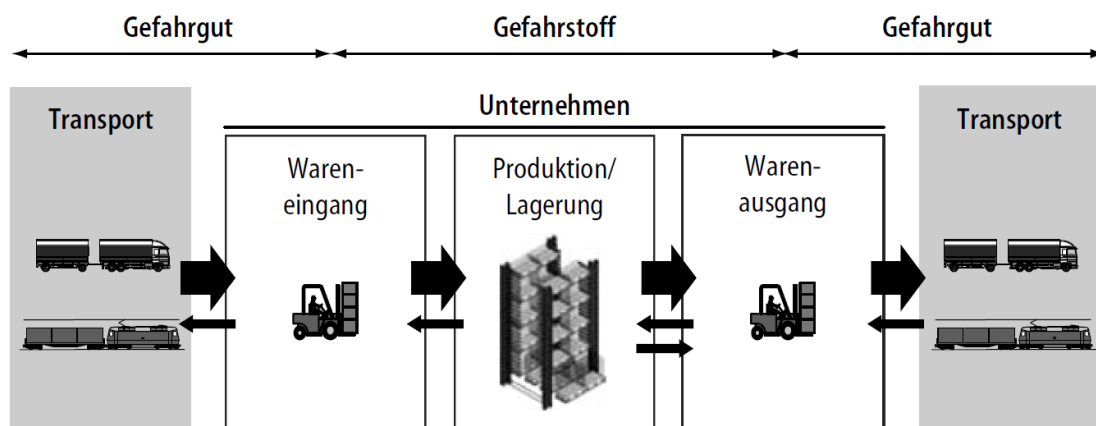 Gefahrgut
Gefahrstoff
Gefahrgut
Transport
Unternehmen
Transport
Waren-
eingang
Produktion/
Lagerung
Waren-
ausgang